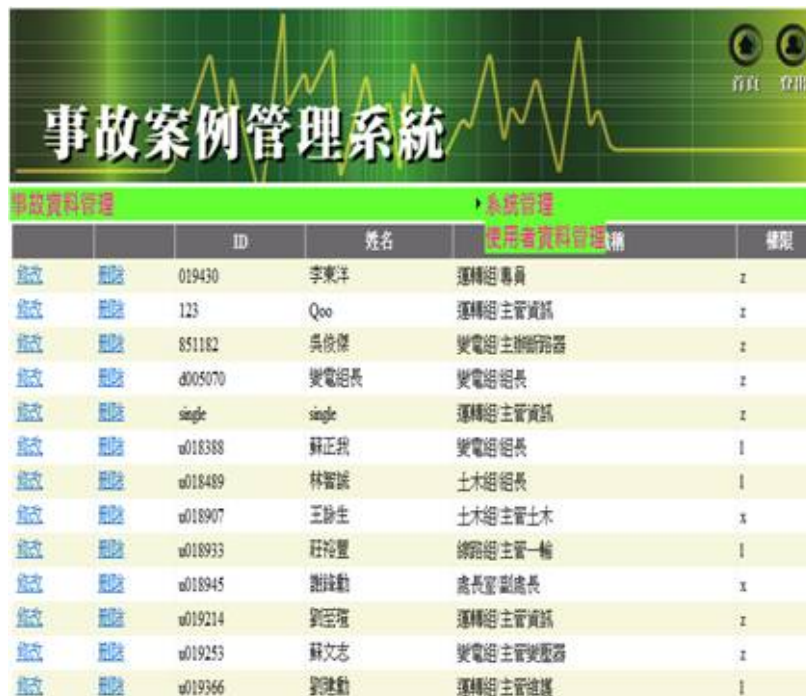 首頁 登出
事故案例管理系統
事故資料管理 系統管理
使用者資料管理
ID 姓名 職稱 權限
修改 刪除 019430 李東洋 運轉組專員 z
修改 刪除 123 Qoo 運轉組主管資訊 z
修改 刪除 851182 吳俊傑 變電組主辦斷路器 z
修改 刪除 d005070 變電組長 變電組組長 z
修改 刪除 single single 運轉組主管資訊 z
修改 刪除 u018388 蘇正我 變電組組長 l
修改 刪除 u018489 林智誠 土木組組長 l
修改 刪除 u018907 王詠生 土木組主管土木 x
修改 刪除 u018933 莊裕豐 線路組主管一輸 l
修改 刪除 u018945 謝鋒勳 處長室副處長 x
修改 刪除 u019214 劉至瑄 運轉組主管資訊 z
修改 刪除 u019253 蘇文志 變電組主管變壓器 z
修改 刪除 u019366 劉建勳 運轉組主管維護 l